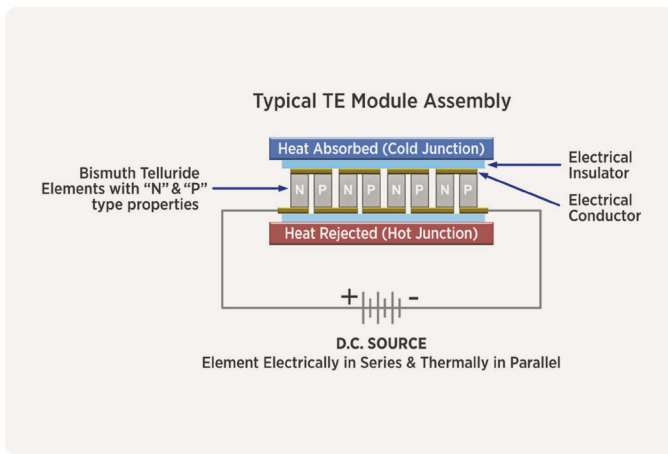 Typical TE Module Assembly
Heat Absorbed (Cold Junction)
Electrical
Insulator
Bismuth Telluride
Elements with “N” & “P”
type properties
N P N P N P N P
Electrical
Conductor
Heat Rejected (Hot Junction)
+ -
D.C. SOURCE
Element Electrically in Series & Thermally in Parallel